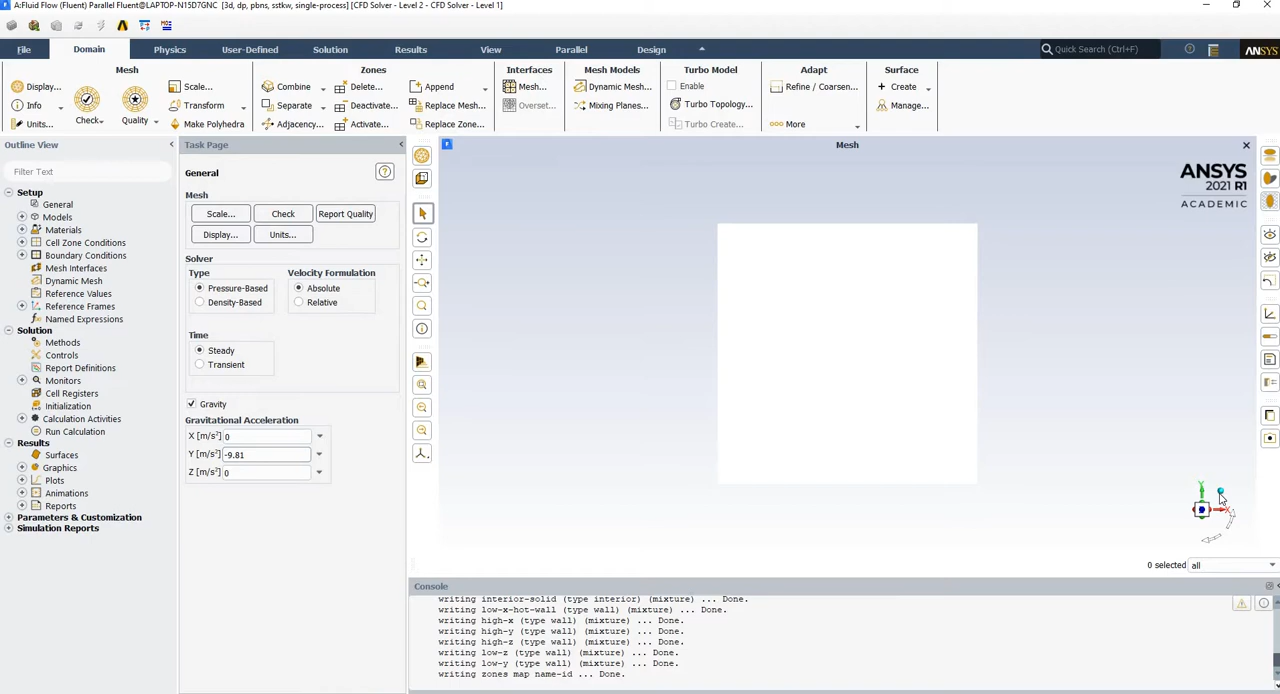 A:Fluid Flow (Fluent) Parallel Fluent@LAPTOP-N15D7GNC [3d, dp, pbns, sstkw, single-process] [CFD Solver - Level 2 - CFD Solver - Level 1]
File Domain Physics User-Defined Solution Results View Parallel Design Quick Search (Ctrl+F) ANSYS
Mesh Zones Interfaces Mesh Models Turbo Model Adapt Surface
Display... Scale... Combine Delete... Append Mesh... Dynamic Mesh... Enable Refine / Coarsen... Create
Info Transform Separate Deactivate... Replace Mesh... Overset... Mixing Planes... Turbo Topology... Manage...
Units... Check Quality Make Polyhedra Adjacency... Activate... Replace Zone... Turbo Create... More
Outline View
Filter Text
Setup
General
Models
Materials
Cell Zone Conditions
Boundary Conditions
Mesh Interfaces
Dynamic Mesh
Reference Values
Reference Frames
Named Expressions
Solution
Methods
Controls
Report Definitions
Monitors
Cell Registers
Initialization
Calculation Activities
Run Calculation
Results
Surfaces
Graphics
Plots
Animations
Reports
Parameters & Customization
Simulation Reports
Task Page
General
Mesh
Scale... Check Report Quality
Display... Units...
Solver
Type Velocity Formulation
Pressure-Based Absolute
Density-Based Relative
Time
Steady
Transient
Gravity
Gravitational Acceleration
X [m/s²] 0
Y [m/s²] -9.81
Z [m/s²] 0
Mesh
ANSYS
2021 R1
ACADEMIC
Y
X
0 selected all
Console
writing interior-solid (type interior) (mixture) ... Done.
writing low-x-hot-wall (type wall) (mixture) ... Done.
writing high-x (type wall) (mixture) ... Done.
writing high-y (type wall) (mixture) ... Done.
writing high-z (type wall) (mixture) ... Done.
writing low-z (type wall) (mixture) ... Done.
writing low-y (type wall) (mixture) ... Done.
writing zones map name-id ... Done.